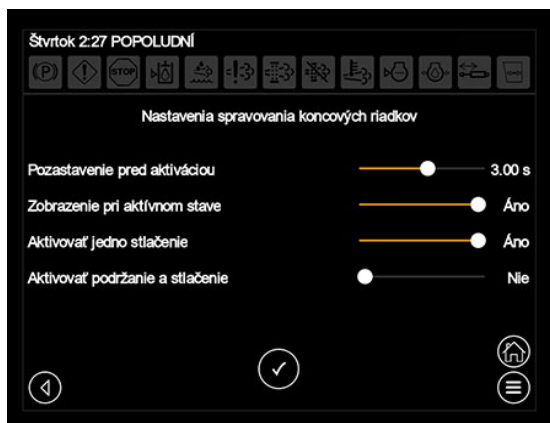 Štvrtok 2:27 POPOLUDNÍ
(P) STOP
Nastavenia spravovania koncových riadkov
Pozastavenie pred aktiváciou 3.00 s
Zobrazenie pri aktívnom stave Áno
Aktivovať jedno stlačenie Áno
Aktivovať podržanie a stlačenie Nie